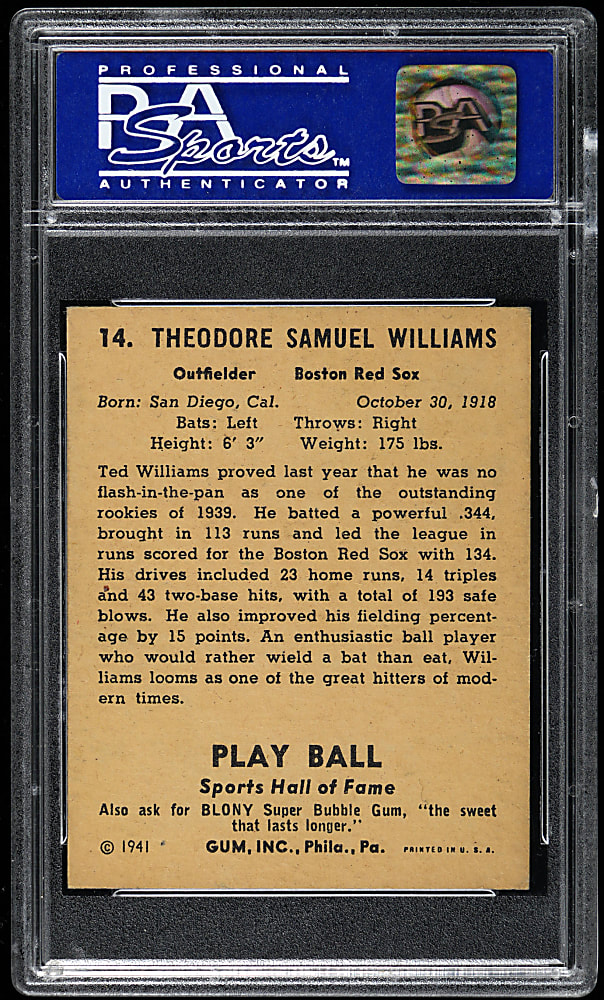 PROFESSIONAL
PSA
Sports™
AUTHENTICATOR
PSA
14. THEODORE SAMUEL WILLIAMS
Outfielder Boston Red Sox
Born: San Diego, Cal. October 30, 1918
Bats: Left Throws: Right
Height: 6' 3" Weight: 175 lbs.
Ted Williams proved last year that he was no
flash-in-the-pan as one of the outstanding
rookies of 1939. He batted a powerful .344,
brought in 113 runs and led the league in
runs scored for the Boston Red Sox with 134.
His drives included 23 home runs, 14 triples
and 43 two-base hits, with a total of 193 safe
blows. He also improved his fielding percent-
age by 15 points. An enthusiastic ball player
who would rather wield a bat than eat, Wil-
liams looms as one of the great hitters of mod-
ern times.
PLAY BALL
Sports Hall of Fame
Also ask for BLONY Super Bubble Gum, "the sweet
that lasts longer."
© 1941 GUM, INC., Phila., Pa. PRINTED IN U. S. A.